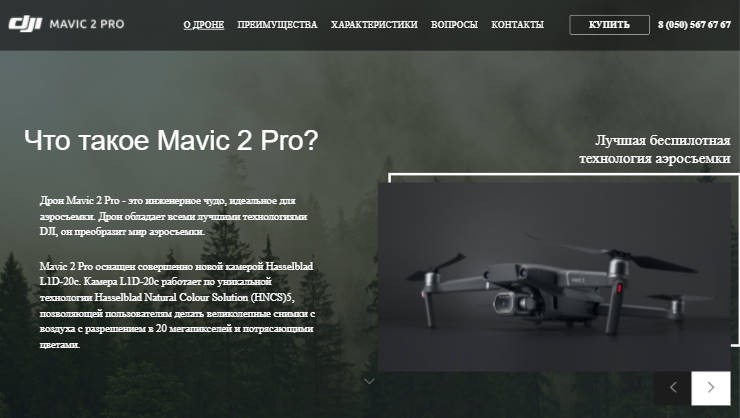 dji MAVIC 2 PRO
О ДРОНЕ ПРЕИМУЩЕСТВА ХАРАКТЕРИСТИКИ ВОПРОСЫ КОНТАКТЫ КУПИТЬ 8 (050) 567 67 67
Что такое Mavic 2 Pro?
Лучшая беспилотная
технология аэросъемки
Дрон Mavic 2 Pro - это инженерное чудо, идеальное для
аэросъемки. Дрон обладает всеми лучшими технологиями
DJI, он преобразит мир аэросъемки.
Mavic 2 Pro оснащен совершенно новой камерой Hasselblad
L1D-20c. Камера L1D-20c работает по уникальной
технологии Hasselblad Natural Colour Solution (HNCS)5,
позволяющей пользователям делать великолепные снимки с
воздуха с разрешением в 20 мегапикселей и потрясающими
цветами.